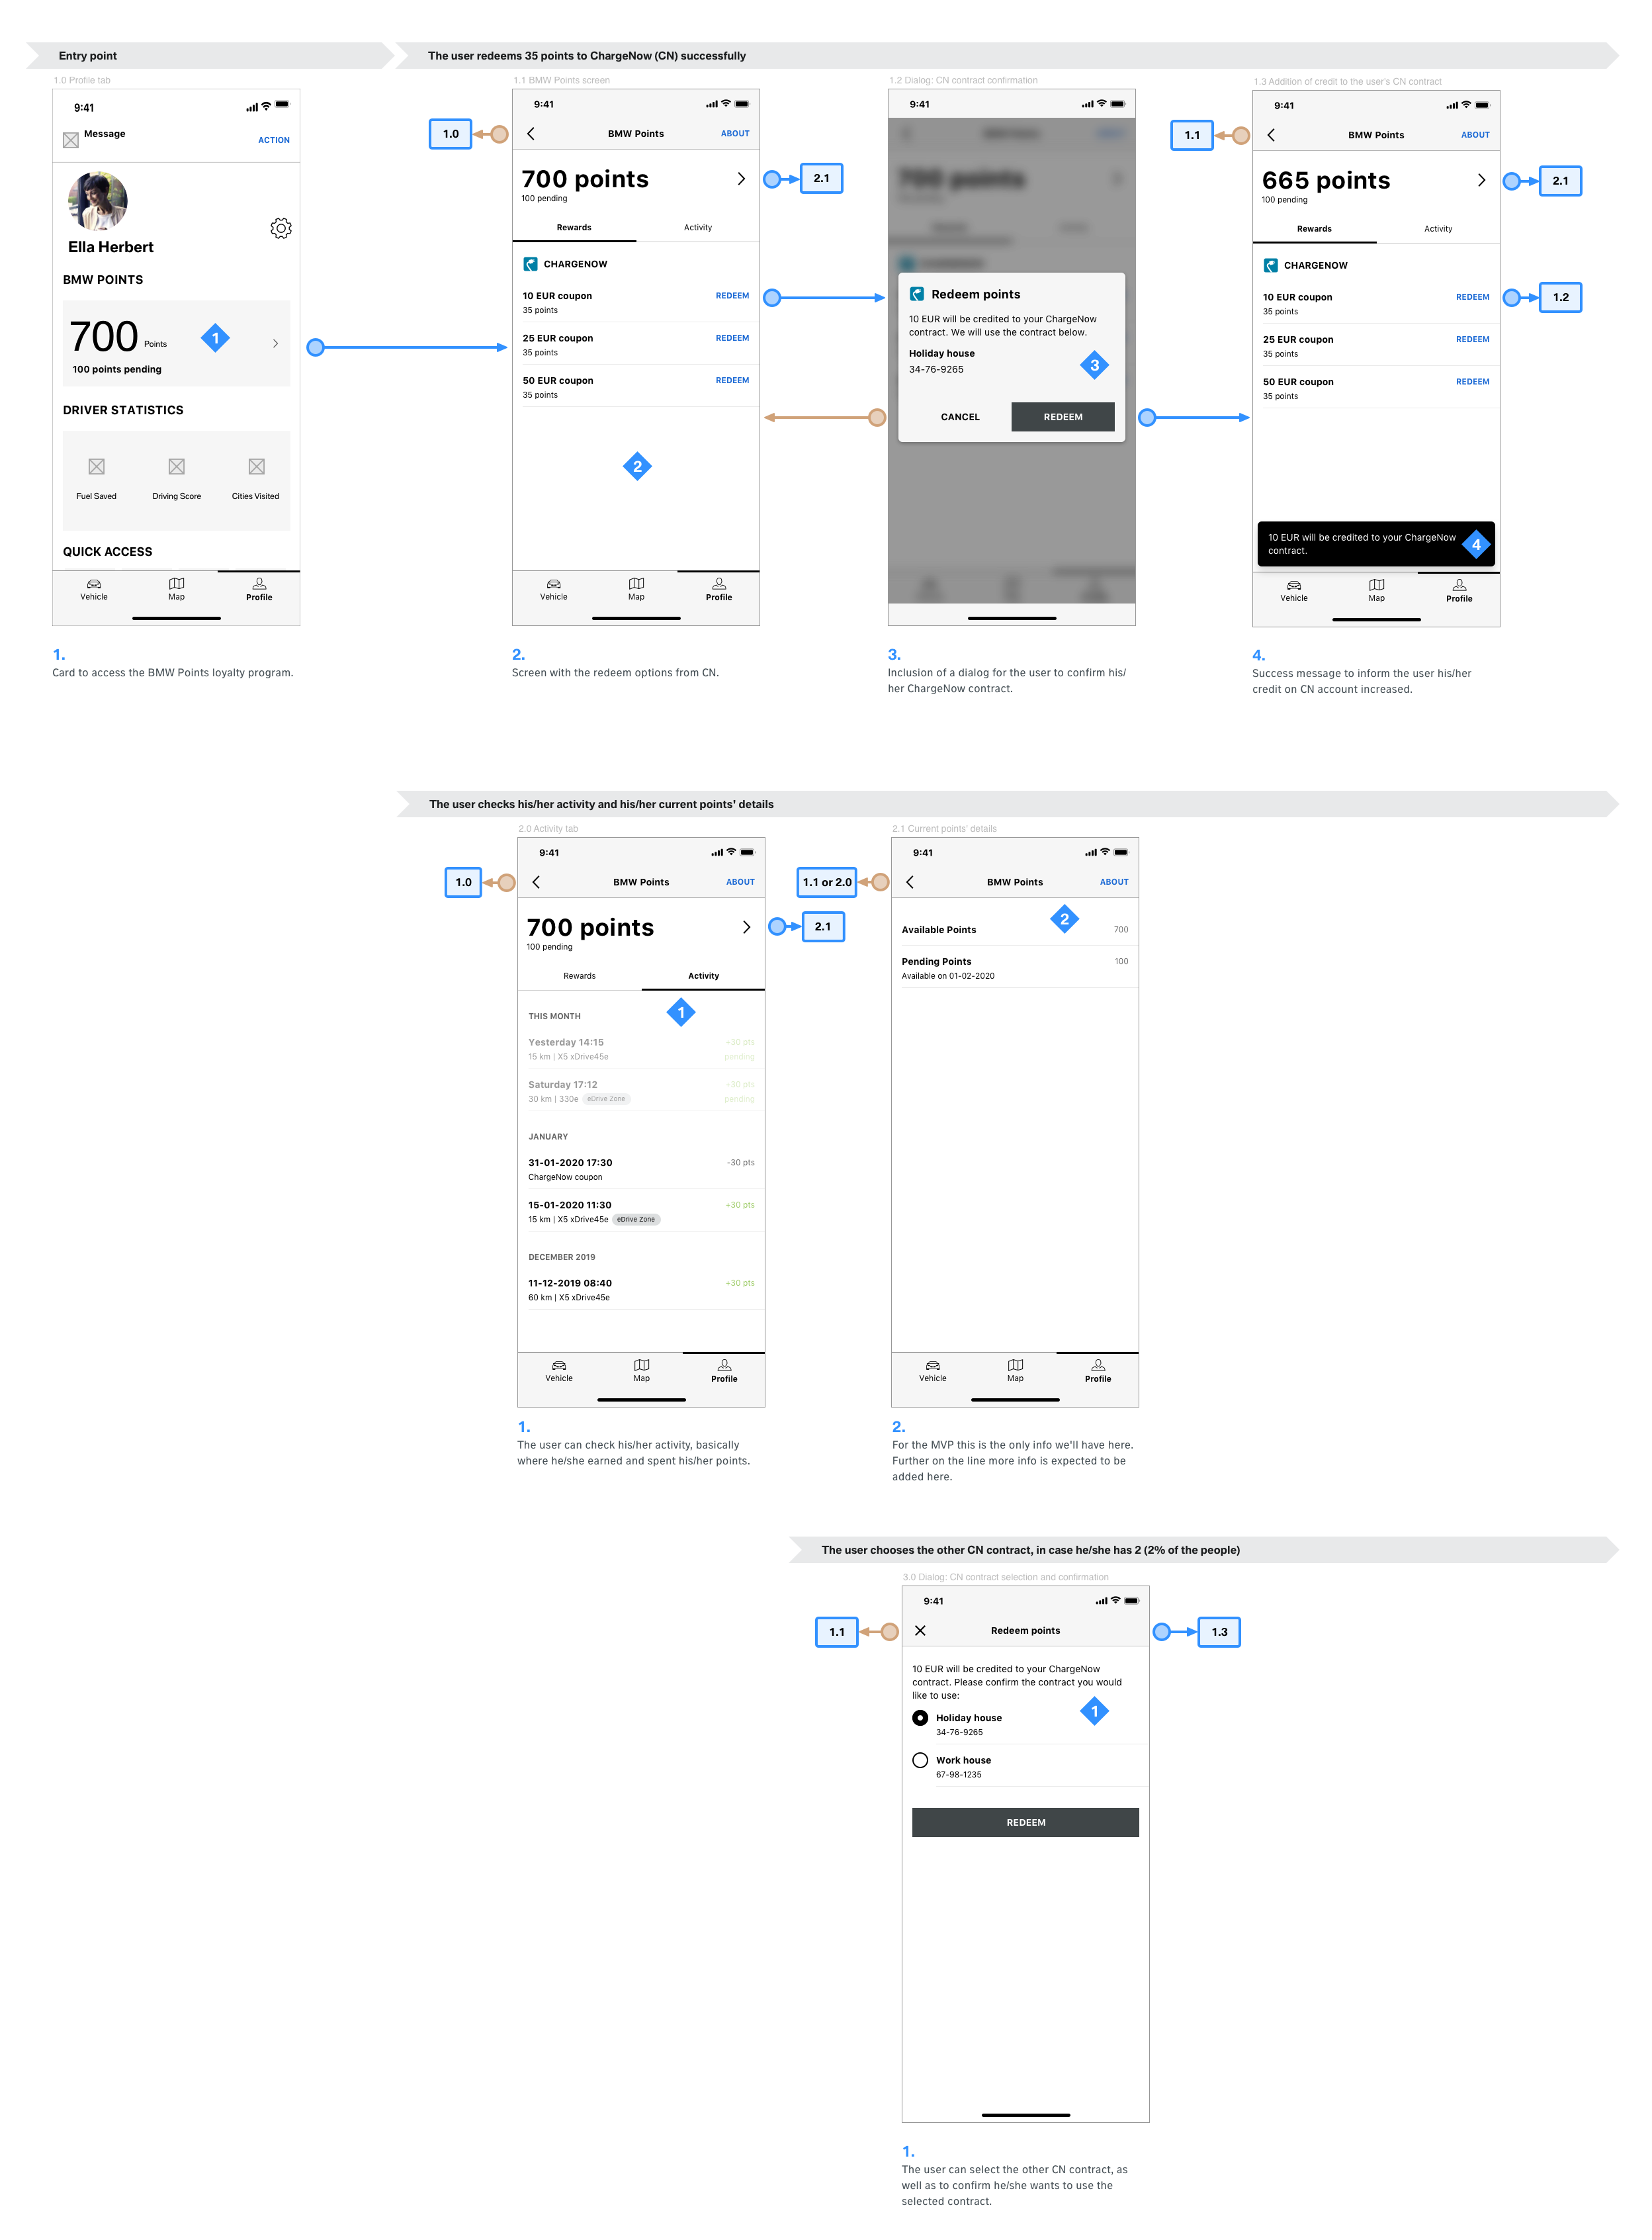 Entry point
The user redeems 35 points to ChargeNow (CN) successfully
1.0 Profile tab
9:41
Message
ACTION
Ella Herbert
BMW POINTS
700 Points
1
100 points pending
DRIVER STATISTICS
Fuel Saved
Driving Score
Cities Visited
QUICK ACCESS
Vehicle
Map
Profile
1.
Card to access the BMW Points loyalty program.
1.1 BMW Points screen
1.0
9:41
BMW Points
ABOUT
700 points
100 pending
2.1
Rewards
Activity
CHARGENOW
10 EUR coupon
REDEEM
35 points
25 EUR coupon
REDEEM
35 points
50 EUR coupon
REDEEM
35 points
2
Vehicle
Map
Profile
2.
Screen with the redeem options from CN.
1.2 Dialog: CN contract confirmation
9:41
700 points
Redeem points
10 EUR will be credited to your ChargeNow
contract. We will use the contract below.
Holiday house
34-76-9265
3
CANCEL
REDEEM
3.
Inclusion of a dialog for the user to confirm his/
her ChargeNow contract.
1.3 Addition of credit to the user's CN contract
1.1
9:41
BMW Points
ABOUT
665 points
100 pending
2.1
Rewards
Activity
CHARGENOW
10 EUR coupon
REDEEM
35 points
1.2
25 EUR coupon
REDEEM
35 points
50 EUR coupon
REDEEM
35 points
10 EUR will be credited to your ChargeNow
contract.
4
Vehicle
Map
Profile
4.
Success message to inform the user his/her
credit on CN account increased.
The user checks his/her activity and his/her current points' details
2.0 Activity tab
1.0
9:41
BMW Points
ABOUT
700 points
100 pending
2.1
Rewards
Activity
1
THIS MONTH
Yesterday 14:15
+30 pts
15 km | X5 xDrive45e
pending
Saturday 17:12
+30 pts
30 km | 330e eDrive Zone
pending
JANUARY
31-01-2020 17:30
-30 pts
ChargeNow coupon
15-01-2020 11:30
+30 pts
15 km | X5 xDrive45e eDrive Zone
DECEMBER 2019
11-12-2019 08:40
+30 pts
60 km | X5 xDrive45e
Vehicle
Map
Profile
1.
The user can check his/her activity, basically
where he/she earned and spent his/her points.
2.1 Current points' details
1.1 or 2.0
9:41
BMW Points
ABOUT
2
Available Points
700
Pending Points
100
Available on 01-02-2020
Vehicle
Map
Profile
2.
For the MVP this is the only info we'll have here.
Further on the line more info is expected to be
added here.
The user chooses the other CN contract, in case he/she has 2 (2% of the people)
3.0 Dialog: CN contract selection and confirmation
1.1
9:41
Redeem points
1.3
10 EUR will be credited to your ChargeNow
contract. Please confirm the contract you would
like to use:
1
Holiday house
34-76-9265
Work house
67-98-1235
REDEEM
1.
The user can select the other CN contract, as
well as to confirm he/she wants to use the
selected contract.